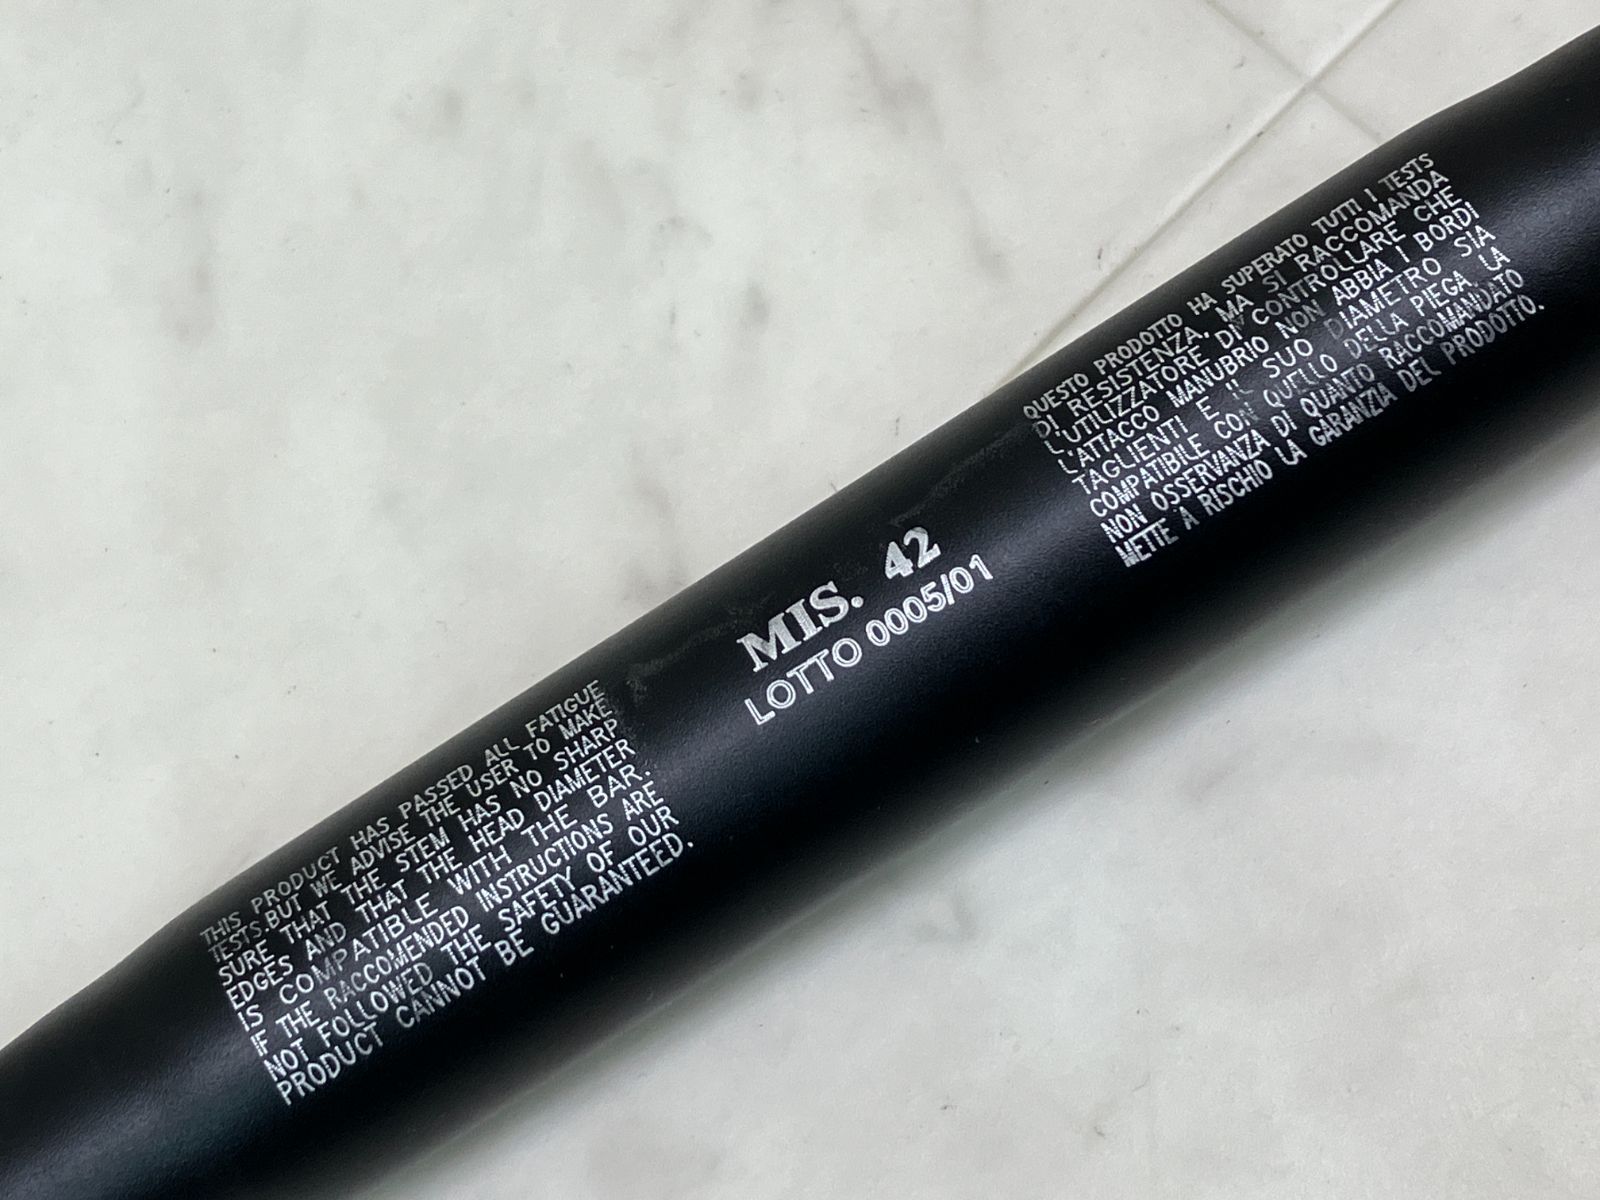 THIS PRODUCT HAS PASSED ALL FATIGUE
TESTS.BUT WE ADVISE THE USER TO MAKE
SURE THAT THE STEM HAS NO SHARP
EDGES AND THAT THE HEAD DIAMETER
IS COMPATIBLE WITH THE BAR.
IF THE RACCOMENDED INSTRUCTIONS ARE
NOT FOLLOWED THE SAFETY OF OUR
PRODUCT CANNOT BE GUARANTEED.
MIS. 42
LOTTO 0005/01
QUESTO PRODOTTO HA SUPERATO TUTTI I TESTS
DI RESISTENZA, MA SI RACCOMANDA
L'UTILIZZATORE DI CONTROLLARE CHE
L'ATTACCO MANUBRIO NON ABBIA I BORDI
TAGLIENTI E IL SUO DIAMETRO SIA
COMPATIBILE CON QUELLO DELLA PIEGA. LA
NON OSSERVANZA DI QUANTO RACCOMANDATO
METTE A RISCHIO LA GARANZIA DEL PRODOTTO.